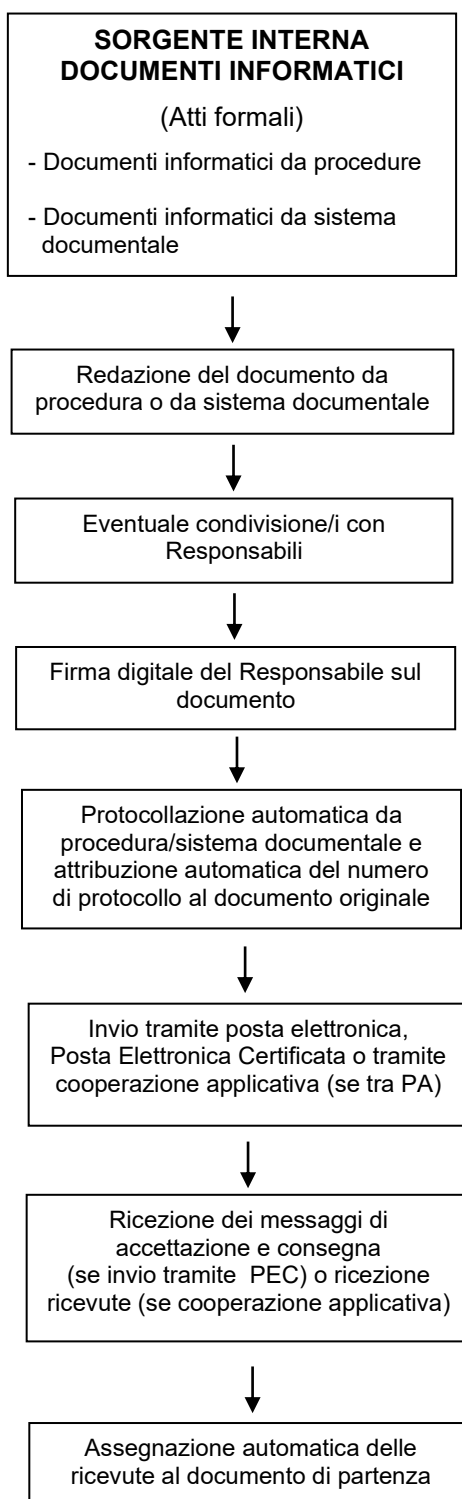 SORGENTE INTERNA
DOCUMENTI INFORMATICI
(Atti formali)
- Documenti informatici da procedure
- Documenti informatici da sistema
documentale
Redazione del documento da
procedura o da sistema documentale
Eventuale condivisione/i con
Responsabili
Firma digitale del Responsabile sul
documento
Protocollazione automatica da
procedura/sistema documentale e
attribuzione automatica del numero
di protocollo al documento originale
Invio tramite posta elettronica,
Posta Elettronica Certificata o tramite
cooperazione applicativa (se tra PA)
Ricezione dei messaggi di
accettazione e consegna
(se invio tramite PEC) o ricezione
ricevute (se cooperazione applicativa)
Assegnazione automatica delle
ricevute al documento di partenza